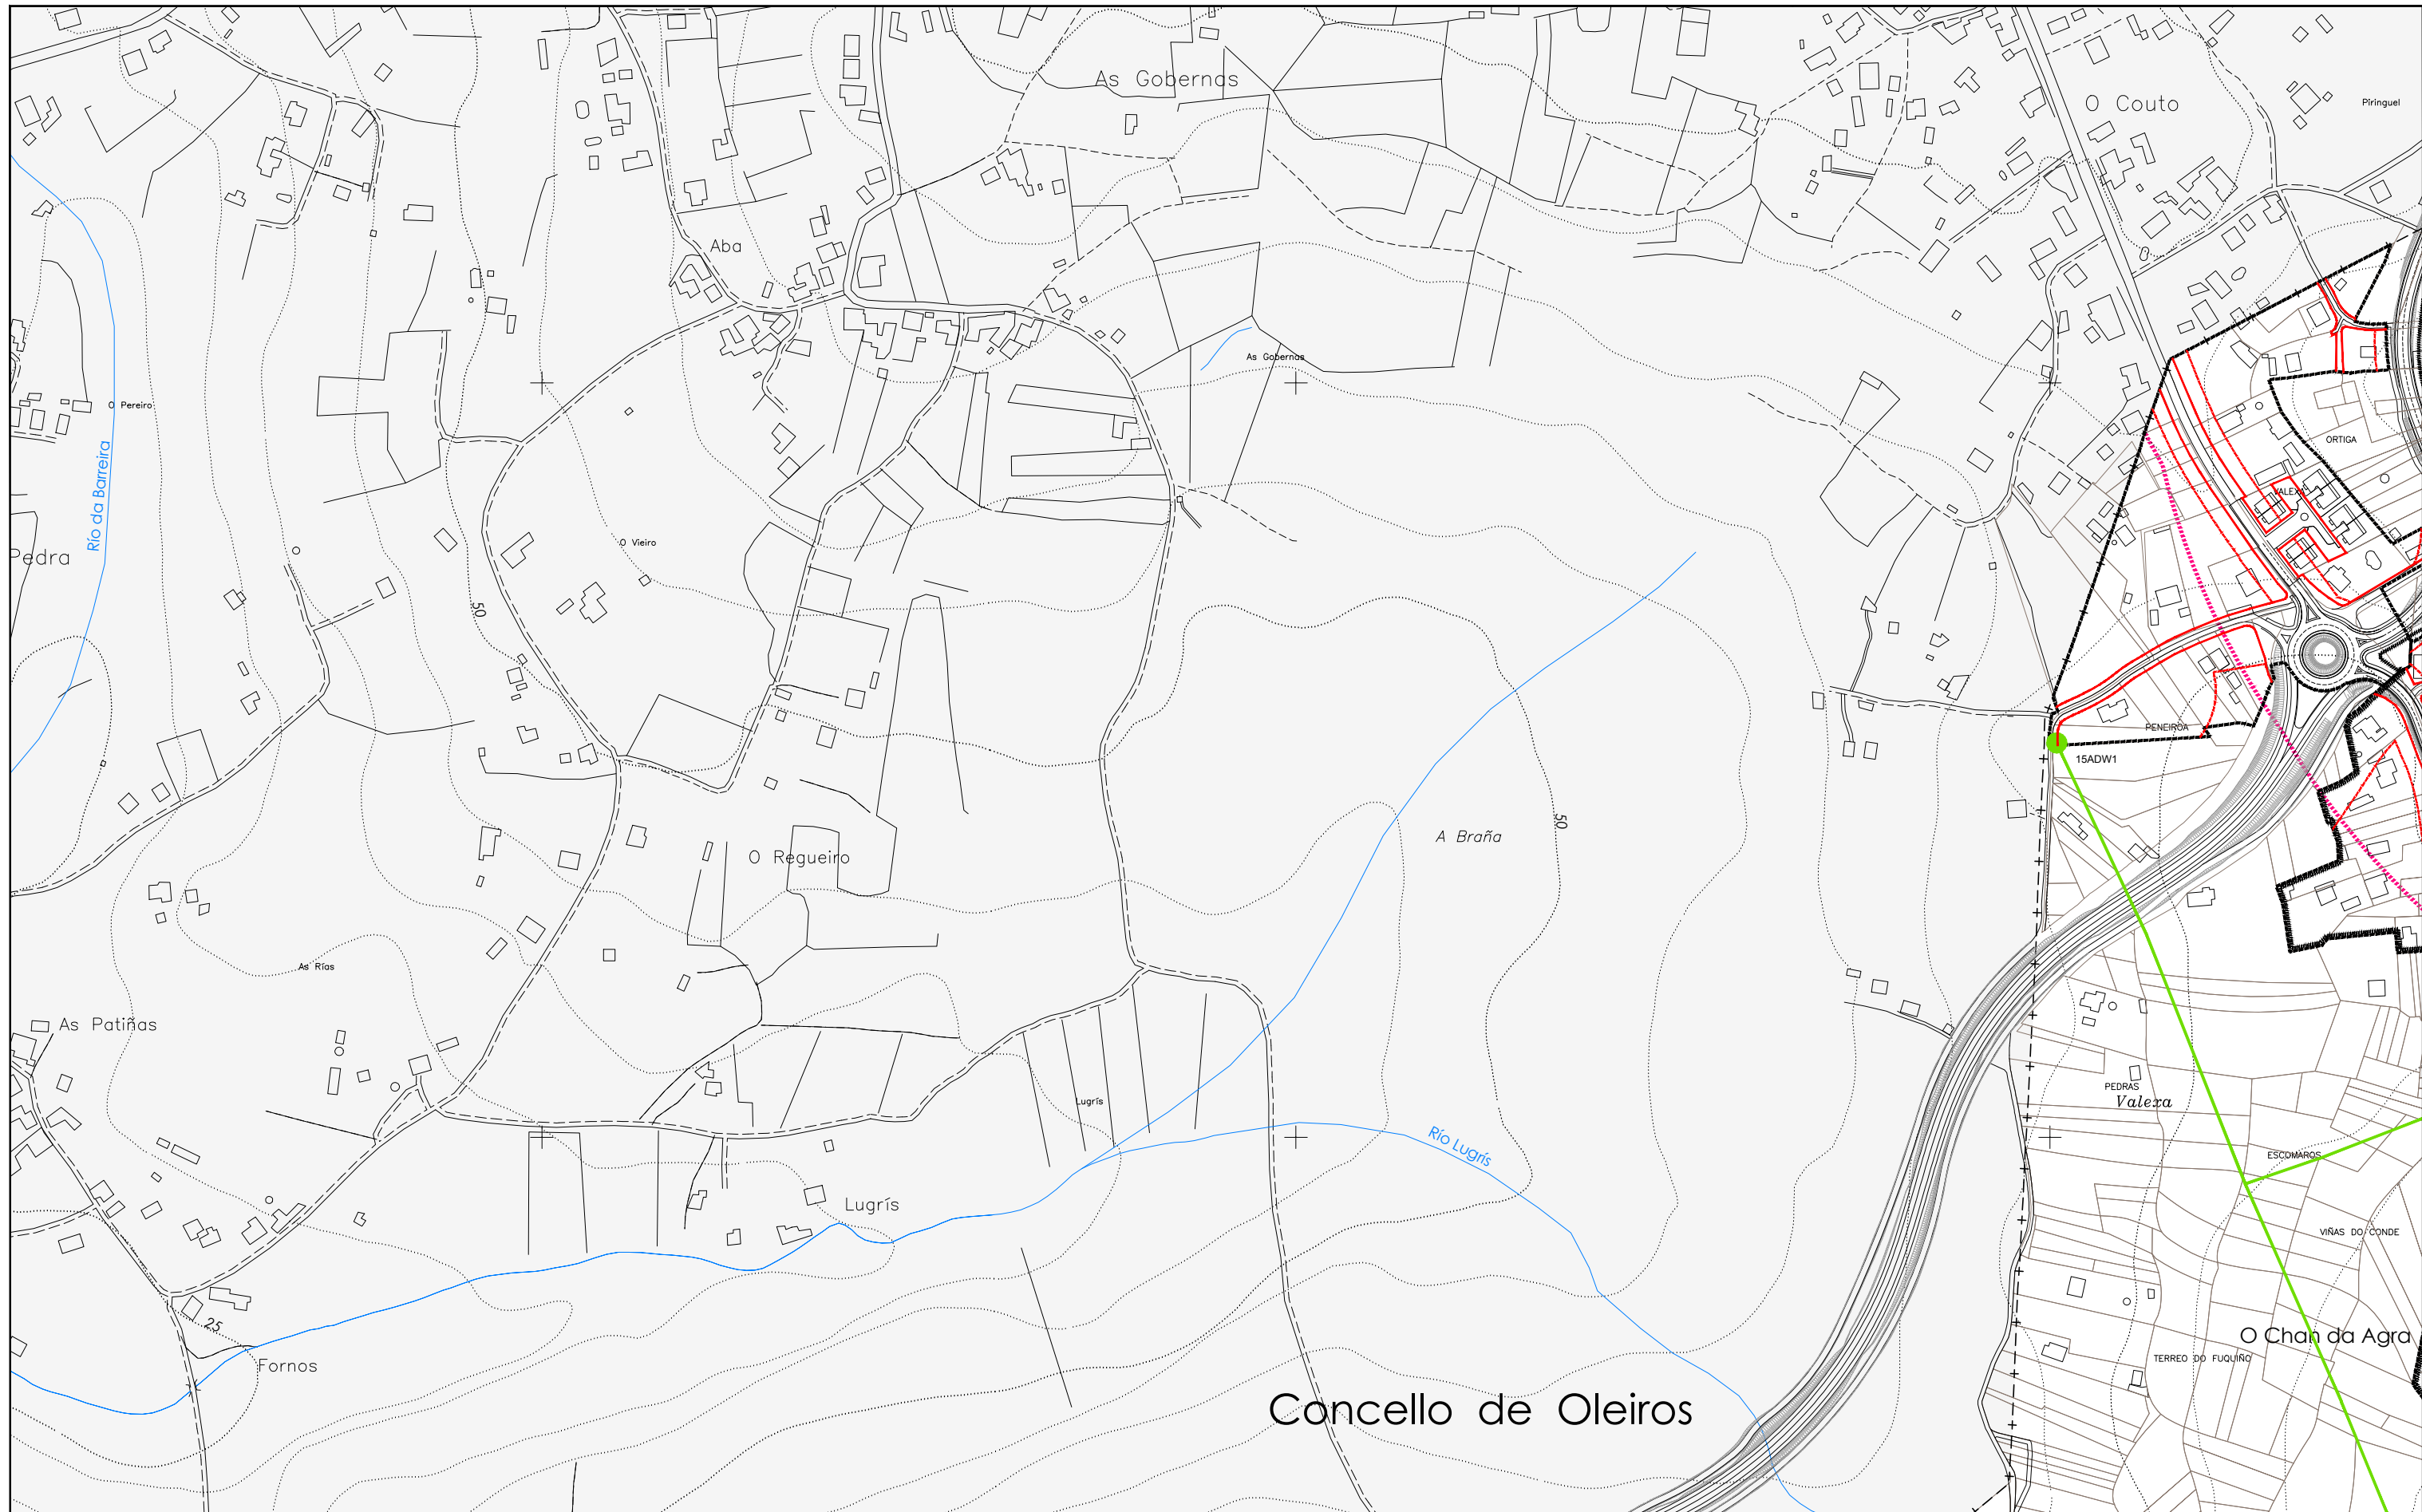 As Gobernas
O Couto
Piringuel
Aba
As Gobernas
O Pereiro
Río da Barreira
ORTIGA
VALEXA
O Vieiro
Pedra
50
PENEIROA
15ADW1
50
A Braña
O Regueiro
As Rías
As Patiñas
PEDRAS
Valexa
Lugrís
Río Lugrís
ESCOMAROS
Lugrís
VIÑAS DO CONDE
25
O Chan da Agra
Fornos
TERREO DO FUQUIÑO
Concello de Oleiros